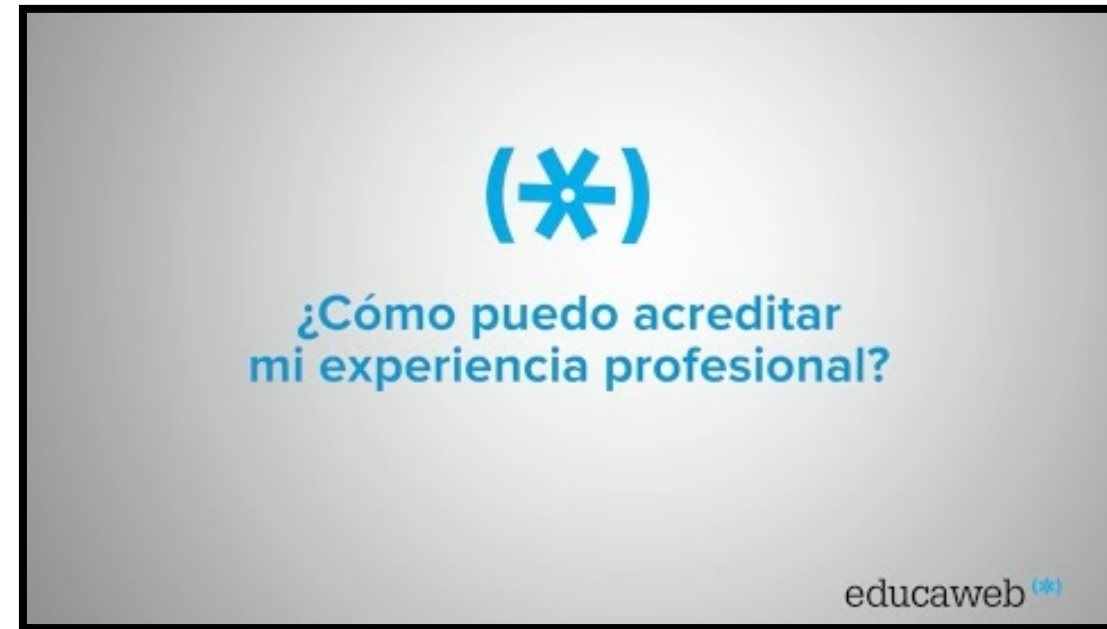 (*)
¿Cómo puedo acreditar
mi experiencia profesional?
educaweb (*)